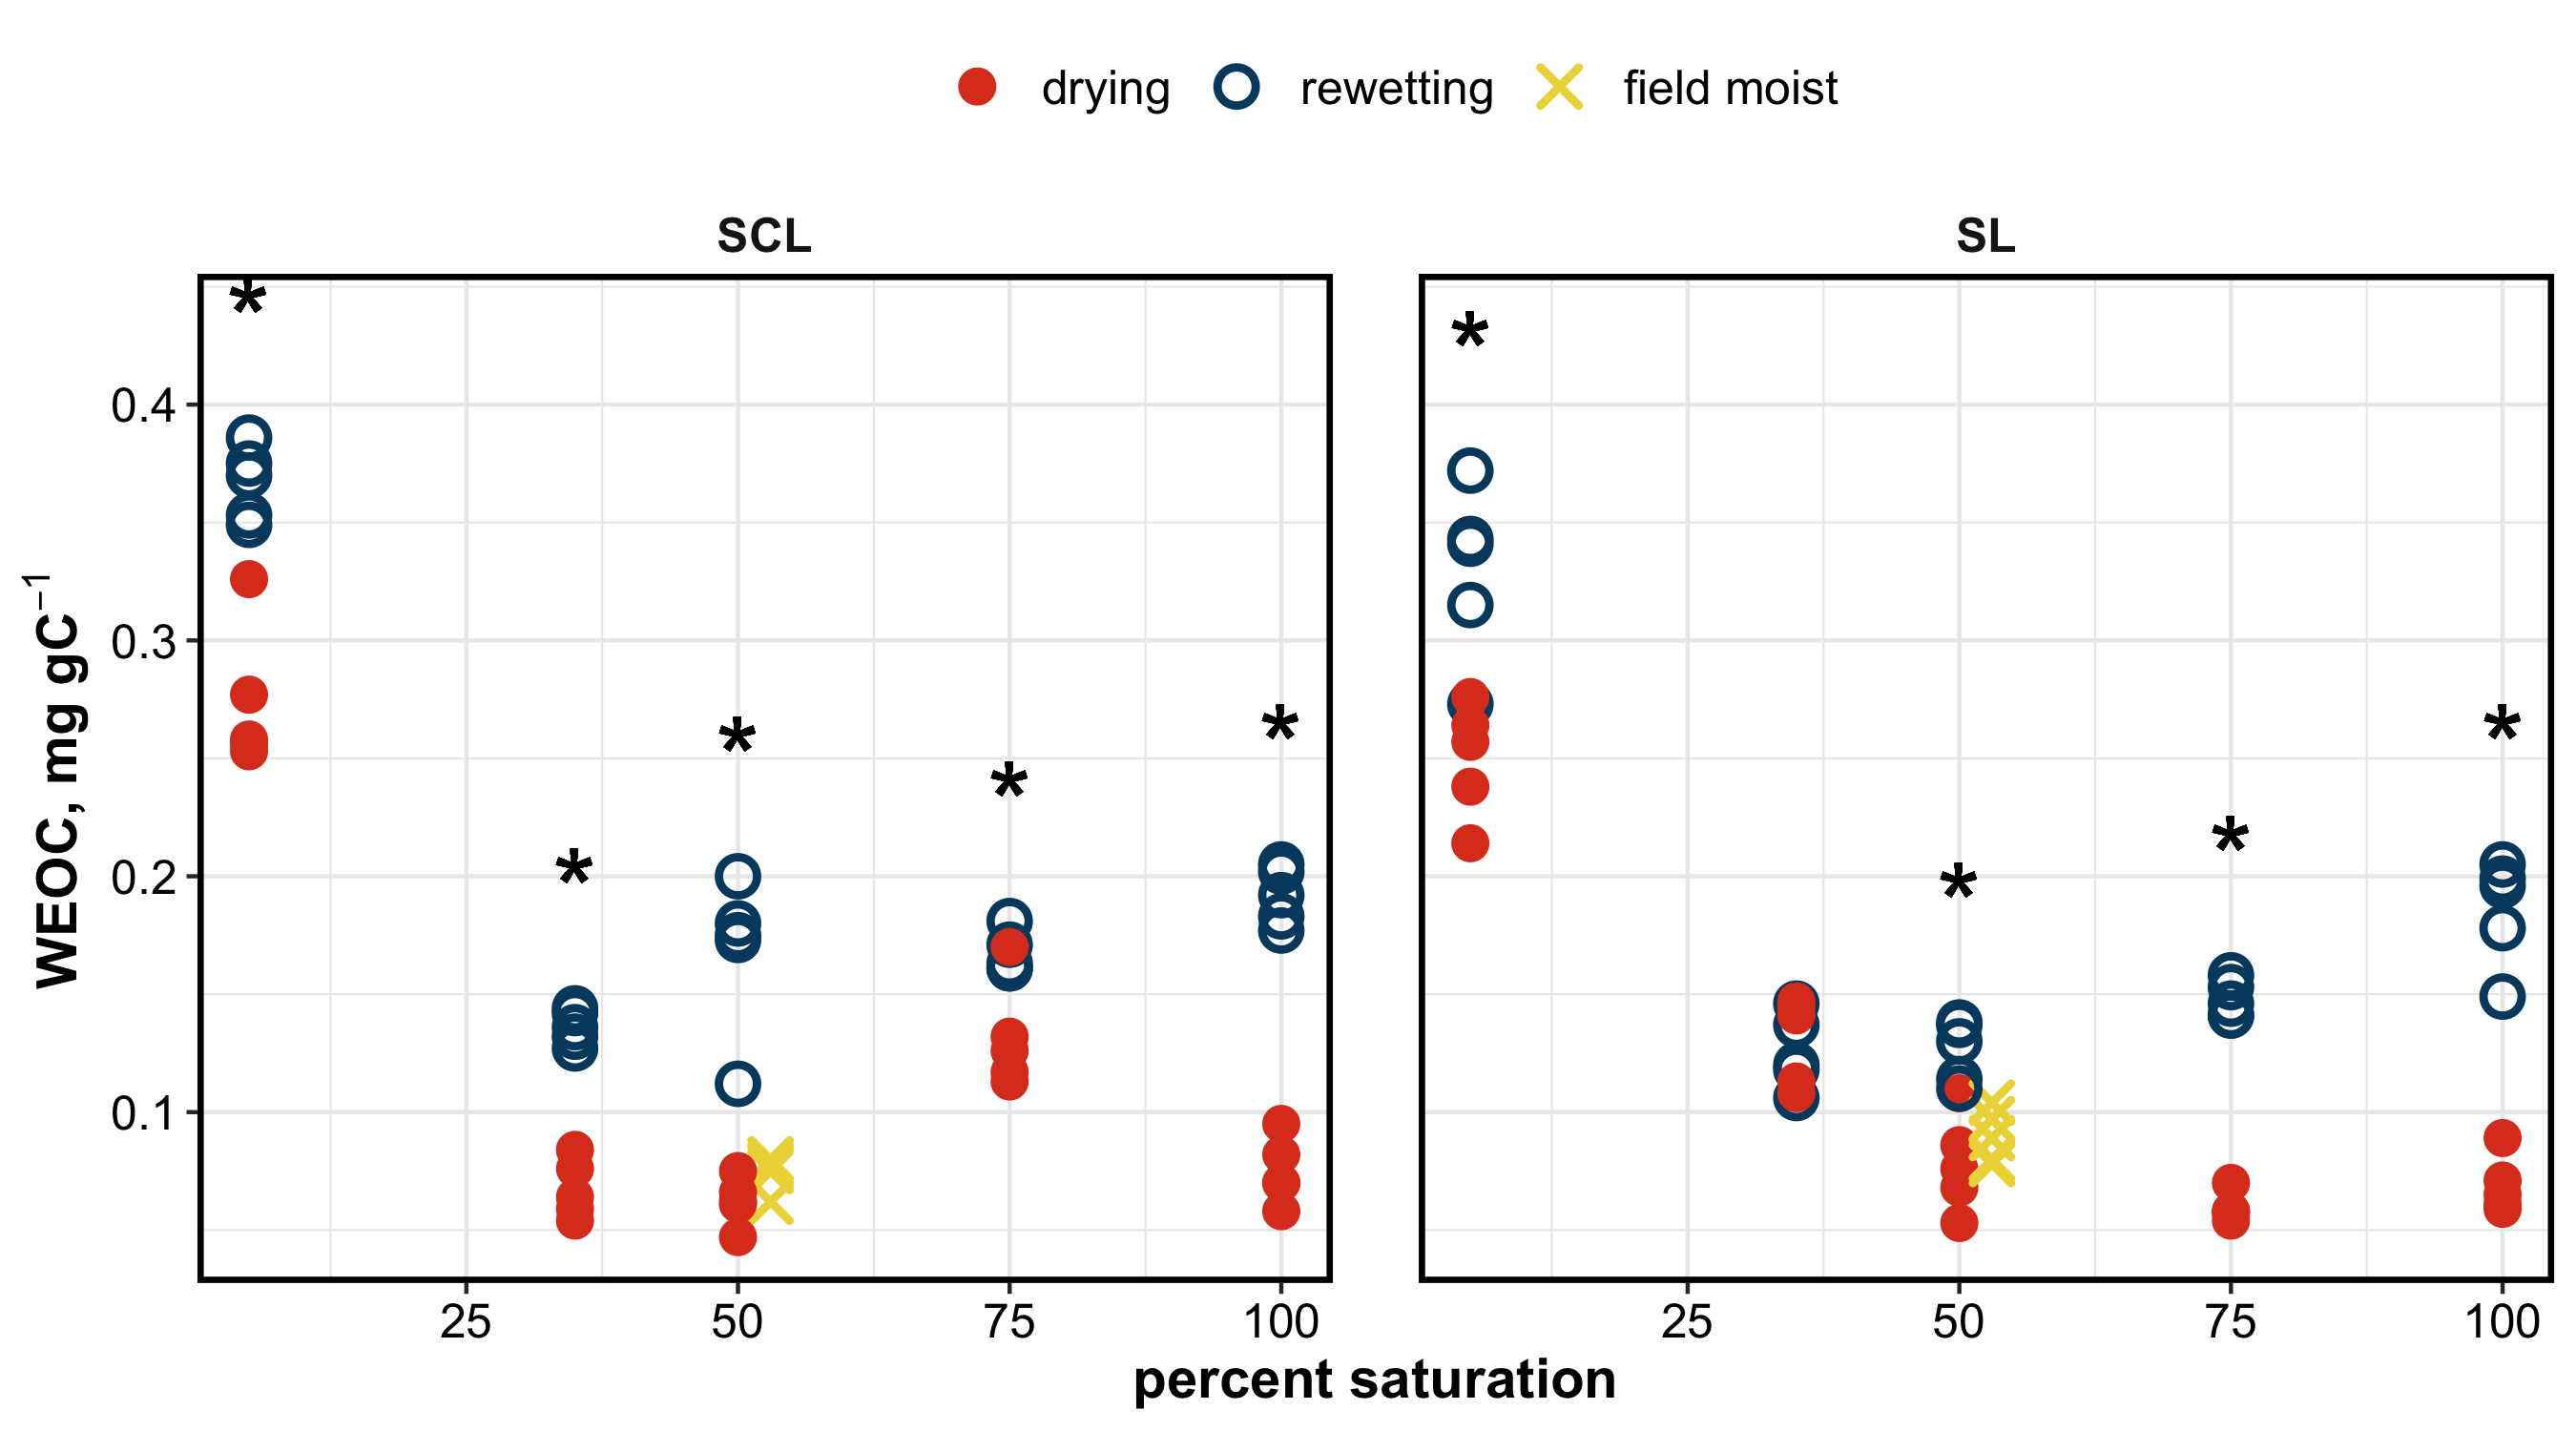 drying rewetting field moist
SCL SL
* *
* * * *
* * * *
0.4
0.3
0.2
0.1
WEOC, mg gC⁻¹
25 50 75 100 25 50 75 100
percent saturation